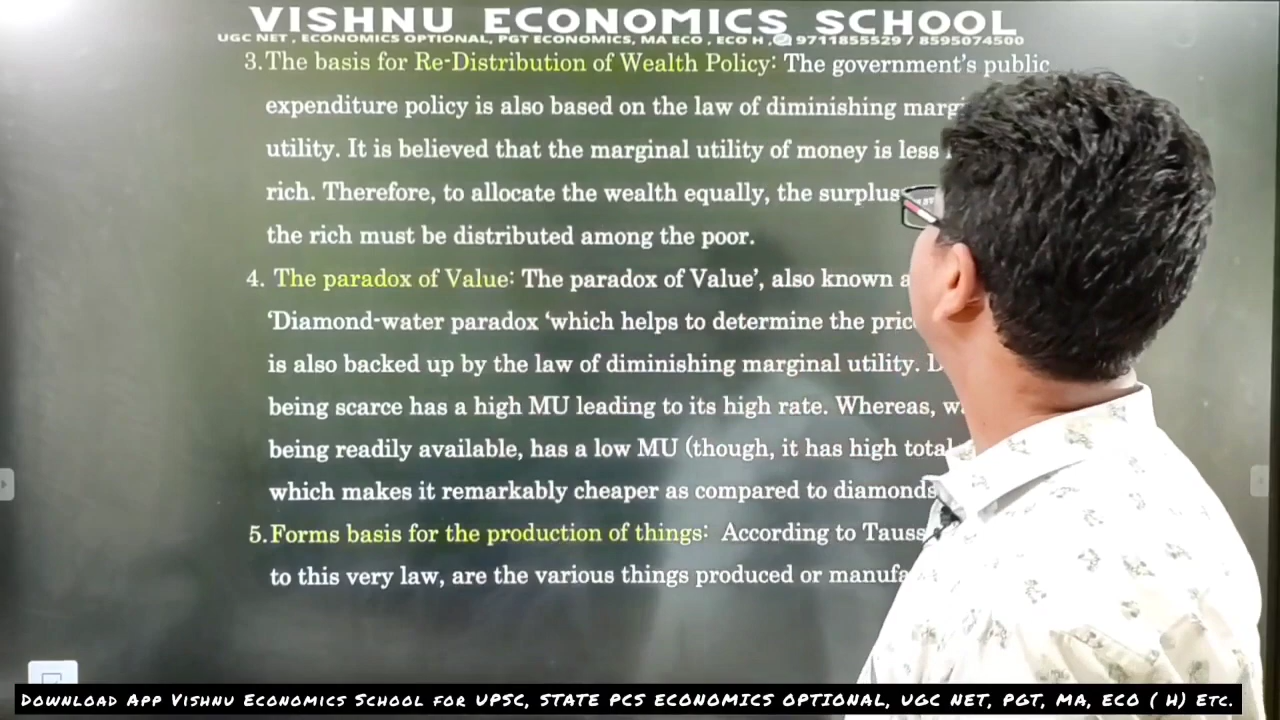 VISHNU ECONOMICS SCHOOL
UGC NET , ECONOMICS OPTIONAL, PGT ECONOMICS, MA ECO , ECO H , 9711855529 / 8595074500
3. The basis for Re-Distribution of Wealth Policy: The government's public
expenditure policy is also based on the law of diminishing
utility. It is believed that the marginal utility of money is less
rich. Therefore, to allocate the wealth equally, the surplus
the rich must be distributed among the poor.
4. The paradox of Value: The paradox of Value', also known
'Diamond-water paradox 'which helps to determine the
is also backed up by the law of diminishing marginal utility.
being scarce has a high MU leading to its high rate. Whereas,
being readily available, has a low MU (though, it has high total
which makes it remarkably cheaper as compared to diamonds
5. Forms basis for the production of things: According to
to this very law, are the various things produced or
Download App Vishnu Economics School for UPSC, STATE PCS ECONOMICS OPTIONAL, UGC NET, PGT, MA, ECO ( H) Etc.